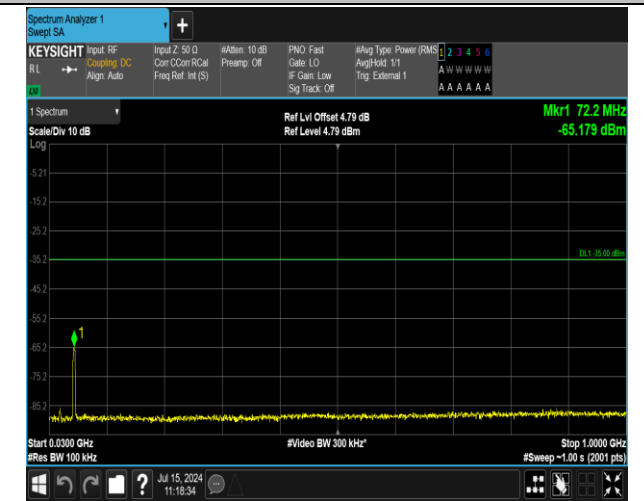 Spectrum Analyzer 1
Swept SA
+
KEYSIGHT
RL
Input: RF
Coupling: DC
Align: Auto
Input Z: 50 Ω
Corr CCorr RCal
Freq Ref: Int (S)
#Atten: 10 dB
Preamp: Off
PNO: Fast
Gate: LO
IF Gain: Low
Sig Track: Off
#Avg Type: Power (RMS
Avg|Hold: 1/1
Trig: External 1
1 2 3 4 5 6
A W W W W W
A A A A A A
1 Spectrum
Scale/Div 10 dB
Log
Ref Lvl Offset 4.79 dB
Ref Level 4.79 dBm
Mkr1 72.2 MHz
-65.179 dBm
-5.21
-15.2
-25.2
-35.2
DL1 -35.00 dBm
-45.2
-55.2
1
-65.2
-75.2
-85.2
Start 0.0300 GHz
#Res BW 100 kHz
#Video BW 300 kHz*
Stop 1.0000 GHz
#Sweep ~1.00 s (2001 pts)
?
Jul 15, 2024
11:18:34